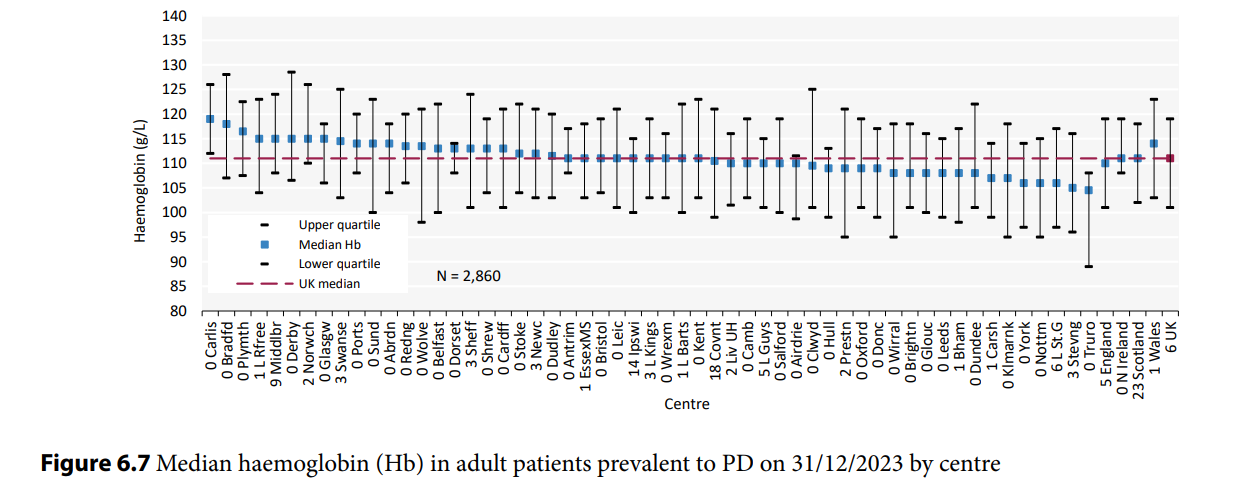 Haemoglobin (g/L)
140
135
130
125
120
115
110
105
100
95
90
85
80
Upper quartile
Median Hb
Lower quartile
UK median
N = 2,860
0 Carlis
0 Bradfd
0 Plymth
1 L Rfree
9 Middlbr
0 Derby
2 Norwch
0 Glasgw
3 Swanse
0 Ports
0 Sund
0 Abrdn
0 Redng
0 Wolve
0 Belfast
0 Dorset
3 Sheff
0 Shrew
0 Cardff
0 Stoke
3 Newc
0 Dudley
0 Antrim
1 EssexMS
0 Bristol
0 Leic
14 Ipswi
3 L Kings
0 Wrexm
1 L Barts
0 Kent
18 Covnt
2 Liv UH
0 Camb
5 L Guys
0 Salford
0 Airdrie
0 Clwyd
0 Hull
2 Prestn
0 Oxford
0 Donc
0 Wirral
0 Brightn
0 Glouc
0 Leeds
1 Bham
0 Dundee
1 Carsh
0 Klmarnk
0 York
0 Nottm
6 L St.G
3 Stevng
0 Truro
5 England
0 N Ireland
23 Scotland
1 Wales
6 UK
Centre
Figure 6.7 Median haemoglobin (Hb) in adult patients prevalent to PD on 31/12/2023 by centre